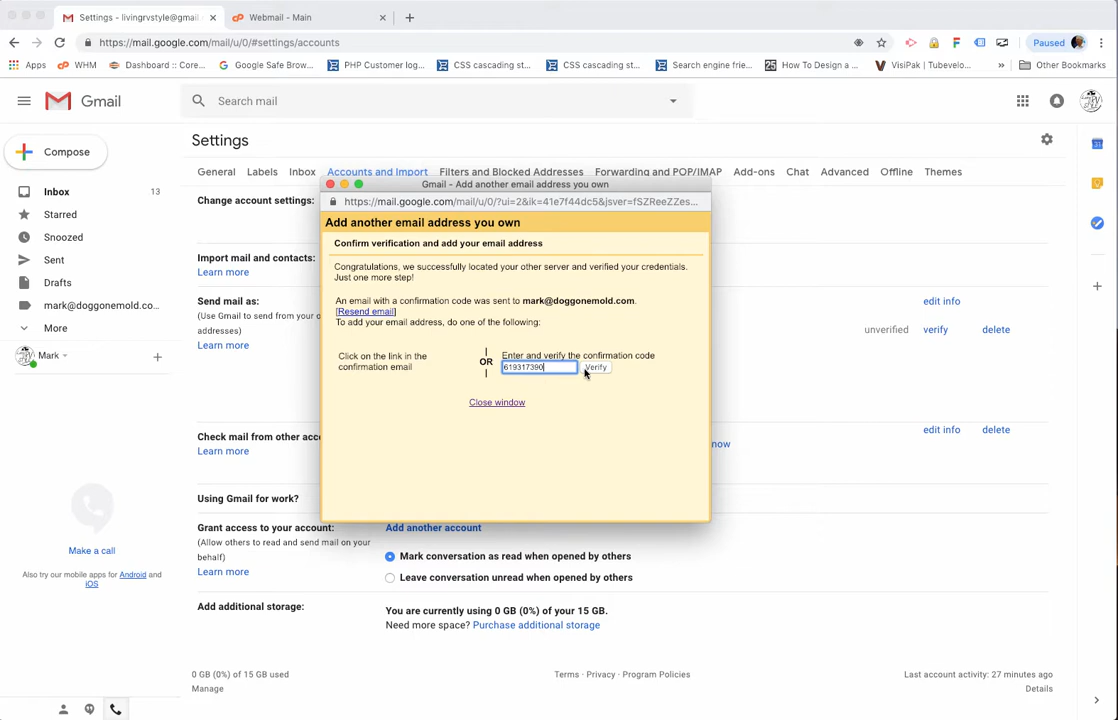 Settings - livingrvstyle@gmail.
Webmail - Main
https://mail.google.com/mail/u/0/#settings/accounts
Paused
Apps
WHM
Dashboard :: Core...
Google Safe Brow...
PHP Customer log...
CSS cascading st...
CSS cascading st...
Search engine frie...
25 How To Design a ...
VisiPak | Tubevelo...
»
Other Bookmarks
Gmail
Search mail
Compose
Settings
General
Labels
Inbox
Accounts and Import
Filters and Blocked Addresses
Forwarding and POP/IMAP
Add-ons
Chat
Advanced
Offline
Themes
Inbox 13
Starred
Snoozed
Sent
Drafts
mark@doggonemold.co...
More
Mark
Make a call
Also try our mobile apps for Android and
iOS
Change account settings:
Import mail and contacts:
Learn more
Send mail as:
(Use Gmail to send from your o
addresses)
Learn more
edit info
unverified verify delete
Check mail from other acco
Learn more
now
edit info delete
Using Gmail for work?
Grant access to your account:
(Allow others to read and send mail on your
behalf)
Learn more
Add another account
Mark conversation as read when opened by others
Leave conversation unread when opened by others
Add additional storage:
You are currently using 0 GB (0%) of your 15 GB.
Need more space? Purchase additional storage
0 GB (0%) of 15 GB used
Manage
Terms · Privacy · Program Policies
Last account activity: 27 minutes ago
Details
Gmail - Add another email address you own
https://mail.google.com/mail/u/0/?ui=2&ik=41e7f44dc5&jsver=fSZReeZZes...
Add another email address you own
Confirm verification and add your email address
Congratulations, we successfully located your other server and verified your credentials.
Just one more step!
An email with a confirmation code was sent to mark@doggonemold.com.
[Resend email]
To add your email address, do one of the following:
Click on the link in the
confirmation email
OR
Enter and verify the confirmation code
619317390
Verify
Close window